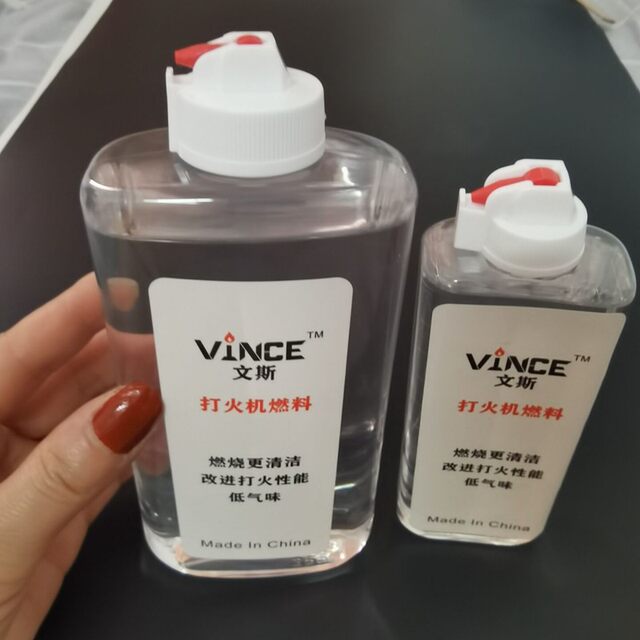 VINCE™
文斯
打火机燃料
燃烧更清洁
改进打火性能
低气味
Made In China
VINCE™
文斯
打火机燃料
燃烧更清洁
改进打火性能
低气味
Made In China